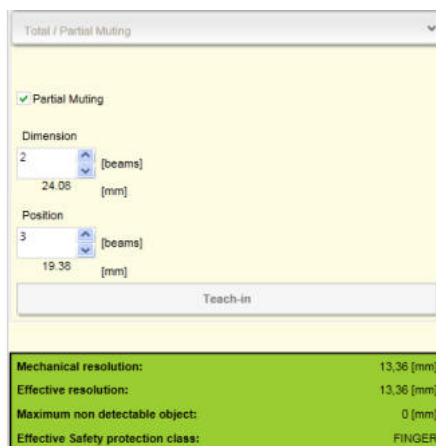 Total / Partial Muting
Partial Muting
Dimension
2
[beams]
24.08
[mm]
Position
3
[beams]
19.38
[mm]
Teach-in
Mechanical resolution: 13,36 [mm]
Effective resolution: 13,36 [mm]
Maximum non detectable object: 0 [mm]
Effective Safety protection class: FINGER